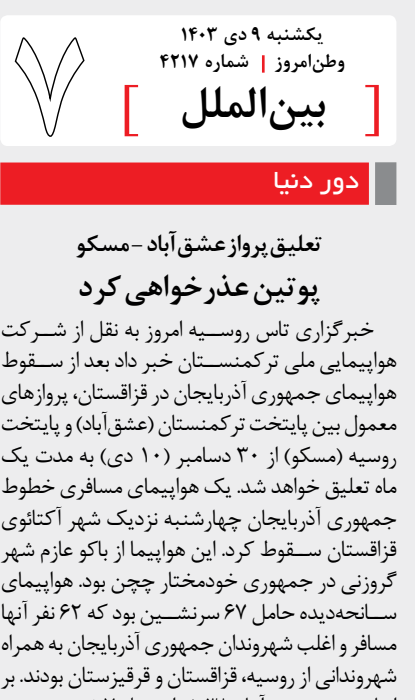 یکشنبه ۹ دی ۱۴۰۳
وطن‌امروز | شماره ۴۲۱۷
۷
[ بین‌الملل ]
دور دنیا
تعلیق پرواز عشق‌آباد - مسکو
پوتین عذرخواهی کرد
خبرگزاری تاس روسیه امروز به نقل از شرکت
هواپیمایی ملی ترکمنستان خبر داد بعد از سقوط
هواپیمای جمهوری آذربایجان در قزاقستان، پروازهای
معمول بین پایتخت ترکمنستان (عشق‌آباد) و پایتخت
روسیه (مسکو) از ۳۰ دسامبر (۱۰ دی) به مدت یک
ماه تعلیق خواهد شد. یک هواپیمای مسافری خطوط
جمهوری آذربایجان چهارشنبه نزدیک شهر آکتائوی
قزاقستان سقوط کرد. این هواپیما از باکو عازم شهر
گروزنی در جمهوری خودمختار چچن بود. هواپیمای
سانحه‌دیده حامل ۶۷ سرنشین بود که ۶۲ نفر آنها
مسافر و اغلب شهروندان جمهوری آذربایجان به همراه
شهروندانی از روسیه، قزاقستان و قرقیزستان بودند. بر